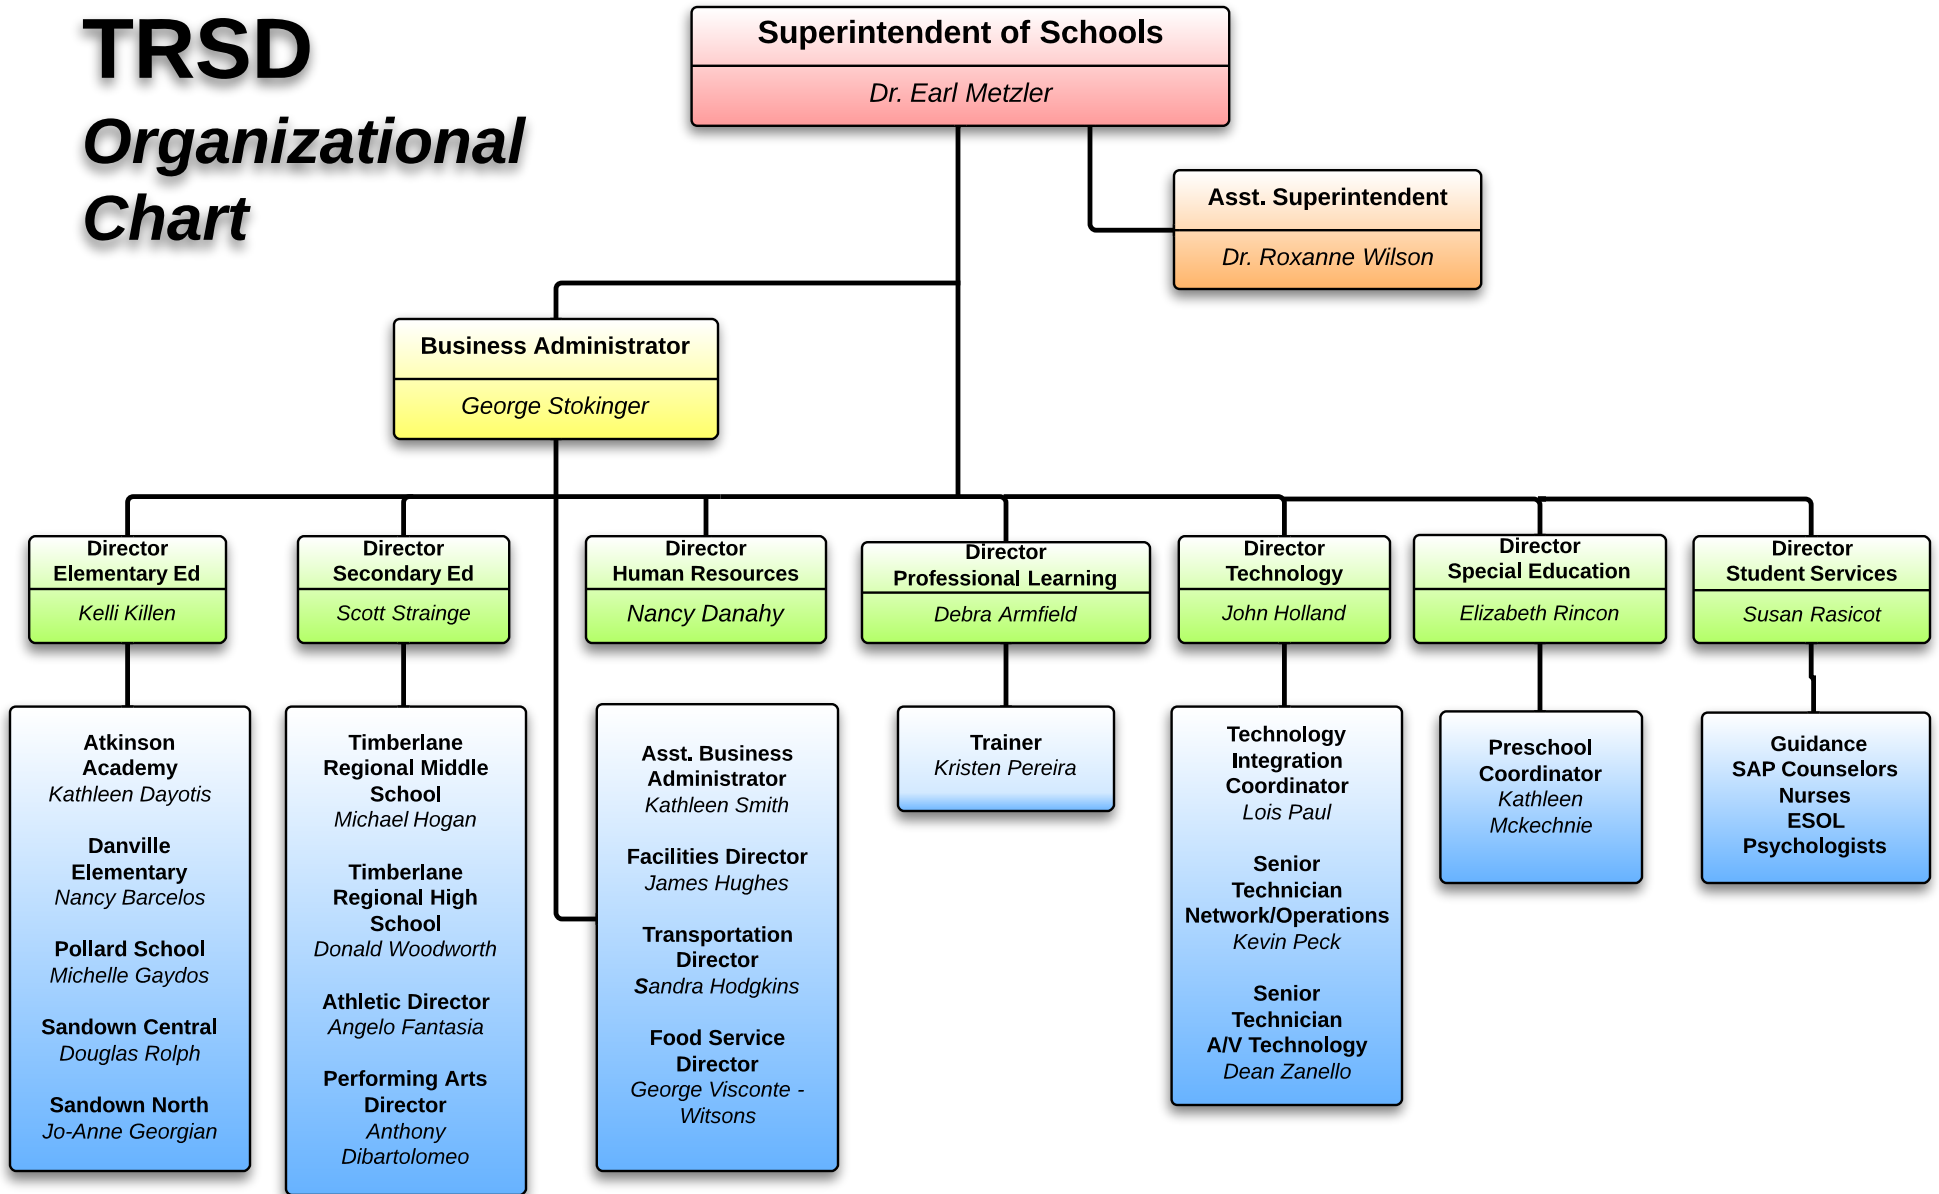 TRSD
Organizational
Chart
Superintendent of Schools
Dr. Earl Metzler
Asst. Superintendent
Dr. Roxanne Wilson
Business Administrator
George Stokinger
Director
Elementary Ed
Kelli Killen
Director
Secondary Ed
Scott Strainge
Director
Human Resources
Nancy Danahy
Director
Professional Learning
Debra Armfield
Director
Technology
John Holland
Director
Special Education
Elizabeth Rincon
Director
Student Services
Susan Rasicot
Atkinson
Academy
Kathleen Dayotis
Danville
Elementary
Nancy Barcelos
Pollard School
Michelle Gaydos
Sandown Central
Douglas Rolph
Sandown North
Jo-Anne Georgian
Timberlane
Regional Middle
School
Michael Hogan
Timberlane
Regional High
School
Donald Woodworth
Athletic Director
Angelo Fantasia
Performing Arts
Director
Anthony
Dibartolomeo
Asst. Business
Administrator
Kathleen Smith
Facilities Director
James Hughes
Transportation
Director
Sandra Hodgkins
Food Service
Director
George Visconte -
Witsons
Trainer
Kristen Pereira
Technology
Integration
Coordinator
Lois Paul
Senior
Technician
Network/Operations
Kevin Peck
Senior
Technician
A/V Technology
Dean Zanello
Preschool
Coordinator
Kathleen
Mckechnie
Guidance
SAP Counselors
Nurses
ESOL
Psychologists